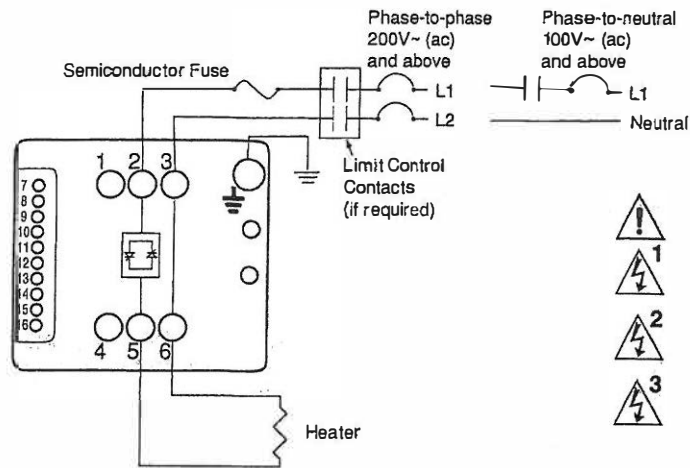 Phase-to-phase
200V~ (ac)
and above
Phase-to-neutral
100V~ (ac)
and above
Semiconductor Fuse
L1
L2
L1
Neutral
Limit Control
Contacts
(if required)
1 2 3
7
8
9
10
11
12
13
14
15
16
4 5 6
Heater
!
1
2
3